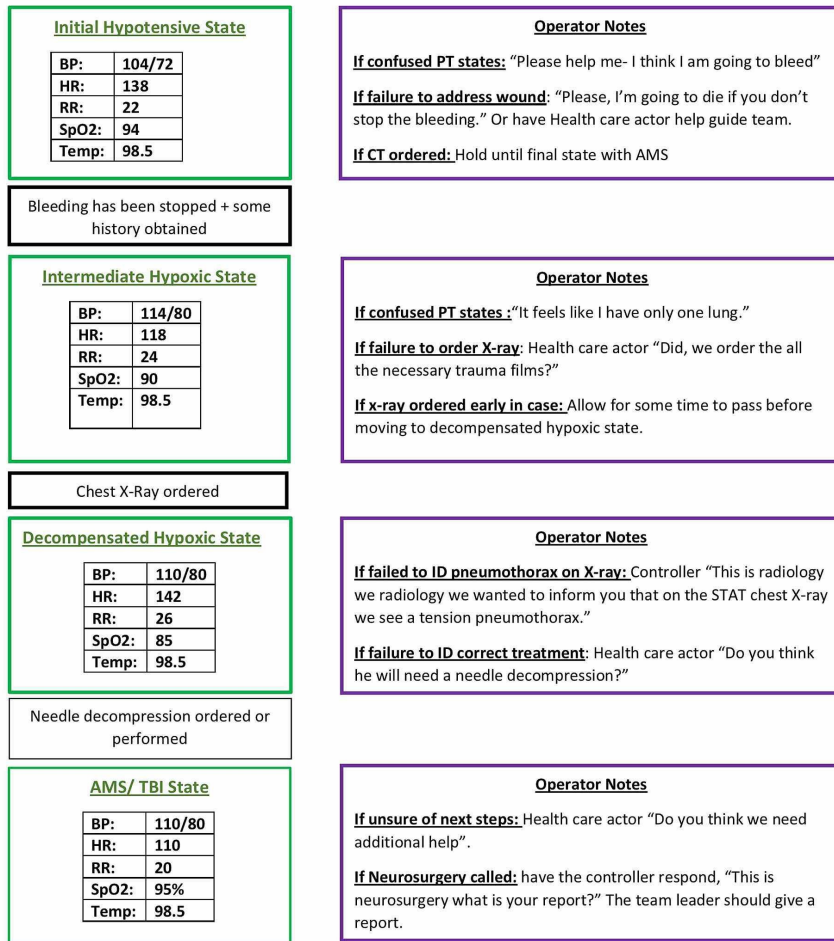 Initial Hypotensive State
BP: 104/72
HR: 138
RR: 22
SpO2: 94
Temp: 98.5
Operator Notes
If confused PT states: “Please help me- I think I am going to bleed”
If failure to address wound: “Please, I’m going to die if you don’t
stop the bleeding.” Or have Health care actor help guide team.
If CT ordered: Hold until final state with AMS
Bleeding has been stopped + some
history obtained
Intermediate Hypoxic State
BP: 114/80
HR: 118
RR: 24
SpO2: 90
Temp: 98.5
Operator Notes
If confused PT states :“It feels like I have only one lung.”
If failure to order X-ray: Health care actor “Did, we order the all
the necessary trauma films?”
If x-ray ordered early in case: Allow for some time to pass before
moving to decompensated hypoxic state.
Chest X-Ray ordered
Decompensated Hypoxic State
BP: 110/80
HR: 142
RR: 26
SpO2: 85
Temp: 98.5
Operator Notes
If failed to ID pneumothorax on X-ray: Controller “This is radiology
we radiology we wanted to inform you that on the STAT chest X-ray
we see a tension pneumothorax.”
If failure to ID correct treatment: Health care actor “Do you think
he will need a needle decompression?”
Needle decompression ordered or
performed
AMS/ TBI State
BP: 110/80
HR: 110
RR: 20
SpO2: 95%
Temp: 98.5
Operator Notes
If unsure of next steps: Health care actor “Do you think we need
additional help”.
If Neurosurgery called: have the controller respond, “This is
neurosurgery what is your report?” The team leader should give a
report.